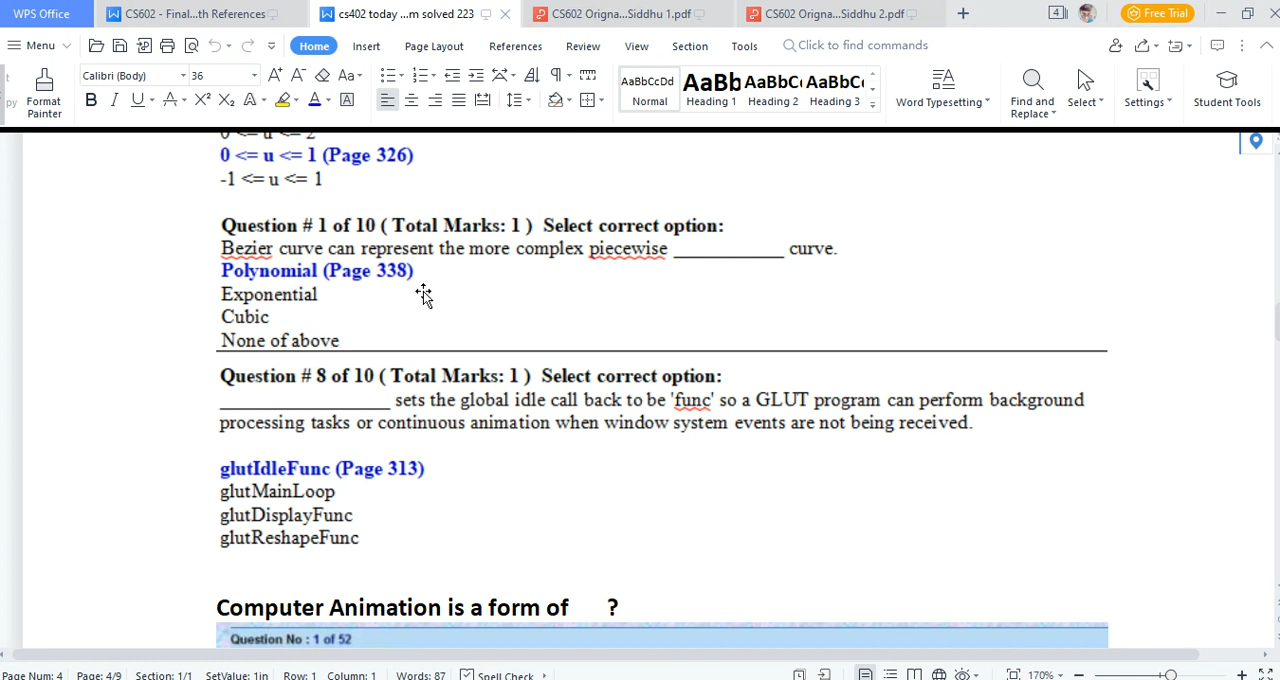 WPS Office CS602 - Final...th References cs402 today ...m solved 223 CS602 Origna...Siddhu 1.pdf CS602 Origna...Siddhu 2.pdf 4 Free Trial
Menu Home Insert Page Layout References Review View Section Tools Click to find commands
Calibri (Body) 36 AaBbCcDd AaBb AaBbC AaBbC
Format Painter Normal Heading 1 Heading 2 Heading 3 Word Typesetting Find and Replace Select Settings Student Tools
0 <= u <= 2
0 <= u <= 1 (Page 326)
-1 <= u <= 1
Question # 1 of 10 ( Total Marks: 1 ) Select correct option:
Bezier curve can represent the more complex piecewise ___________ curve.
Polynomial (Page 338)
Exponential
Cubic
None of above
Question # 8 of 10 ( Total Marks: 1 ) Select correct option:
_________________ sets the global idle call back to be 'func' so a GLUT program can perform background
processing tasks or continuous animation when window system events are not being received.
glutIdleFunc (Page 313)
glutMainLoop
glutDisplayFunc
glutReshapeFunc
Computer Animation is a form of ?
Question No : 1 of 52
Page Num: 4 Page: 4/9 Section: 1/1 SetValue: 1in Row: 1 Column: 1 Words: 87 Spell Check 170%